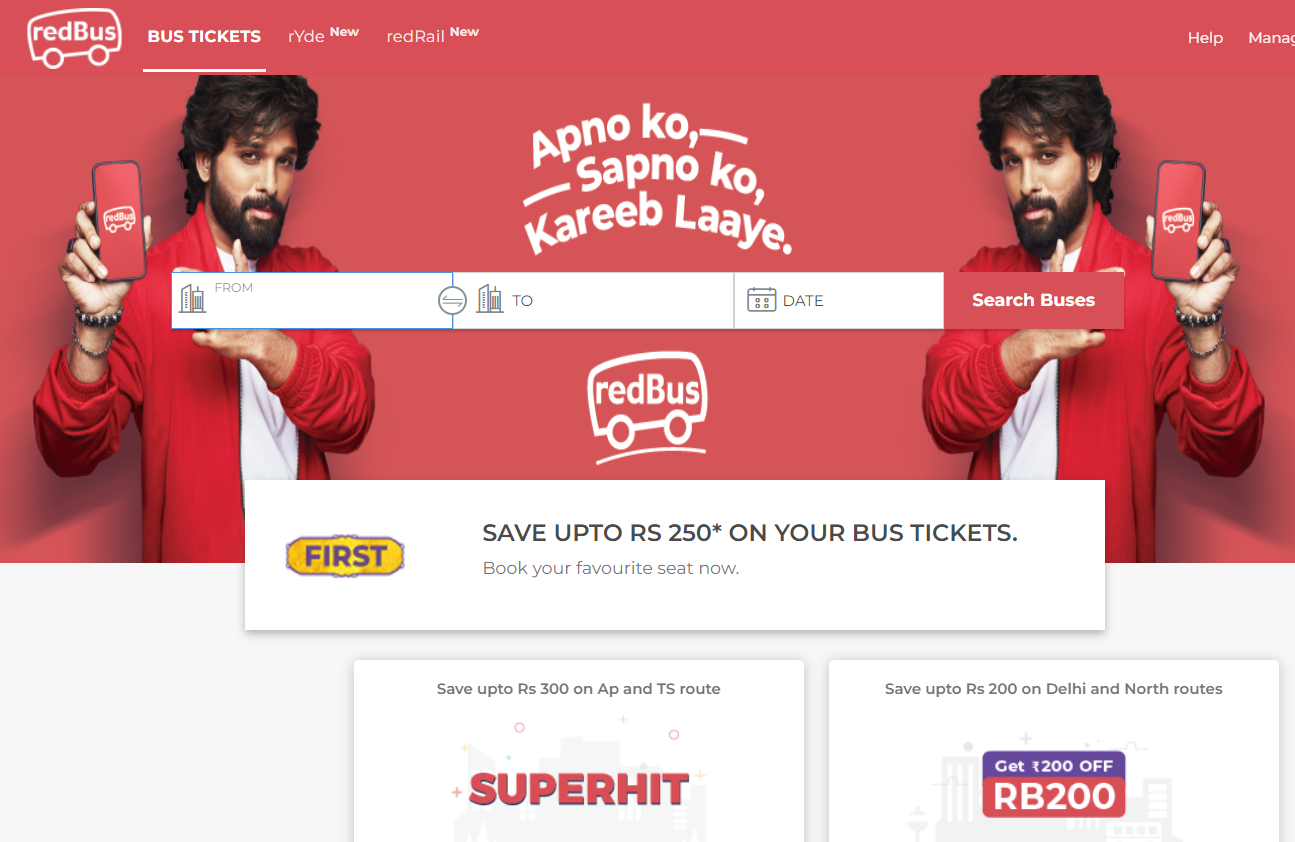 redBus
BUS TICKETS
rYde New
redRail New
Help
Manag
Apno ko,
Sapno ko,
Kareeb Laaye.
redBus
redBus
FROM
TO
DATE
Search Buses
redBus
FIRST
SAVE UPTO RS 250* ON YOUR BUS TICKETS.
Book your favourite seat now.
Save upto Rs 300 on Ap and TS route
SUPERHIT
Save upto Rs 200 on Delhi and North routes
Get ₹200 OFF
RB200